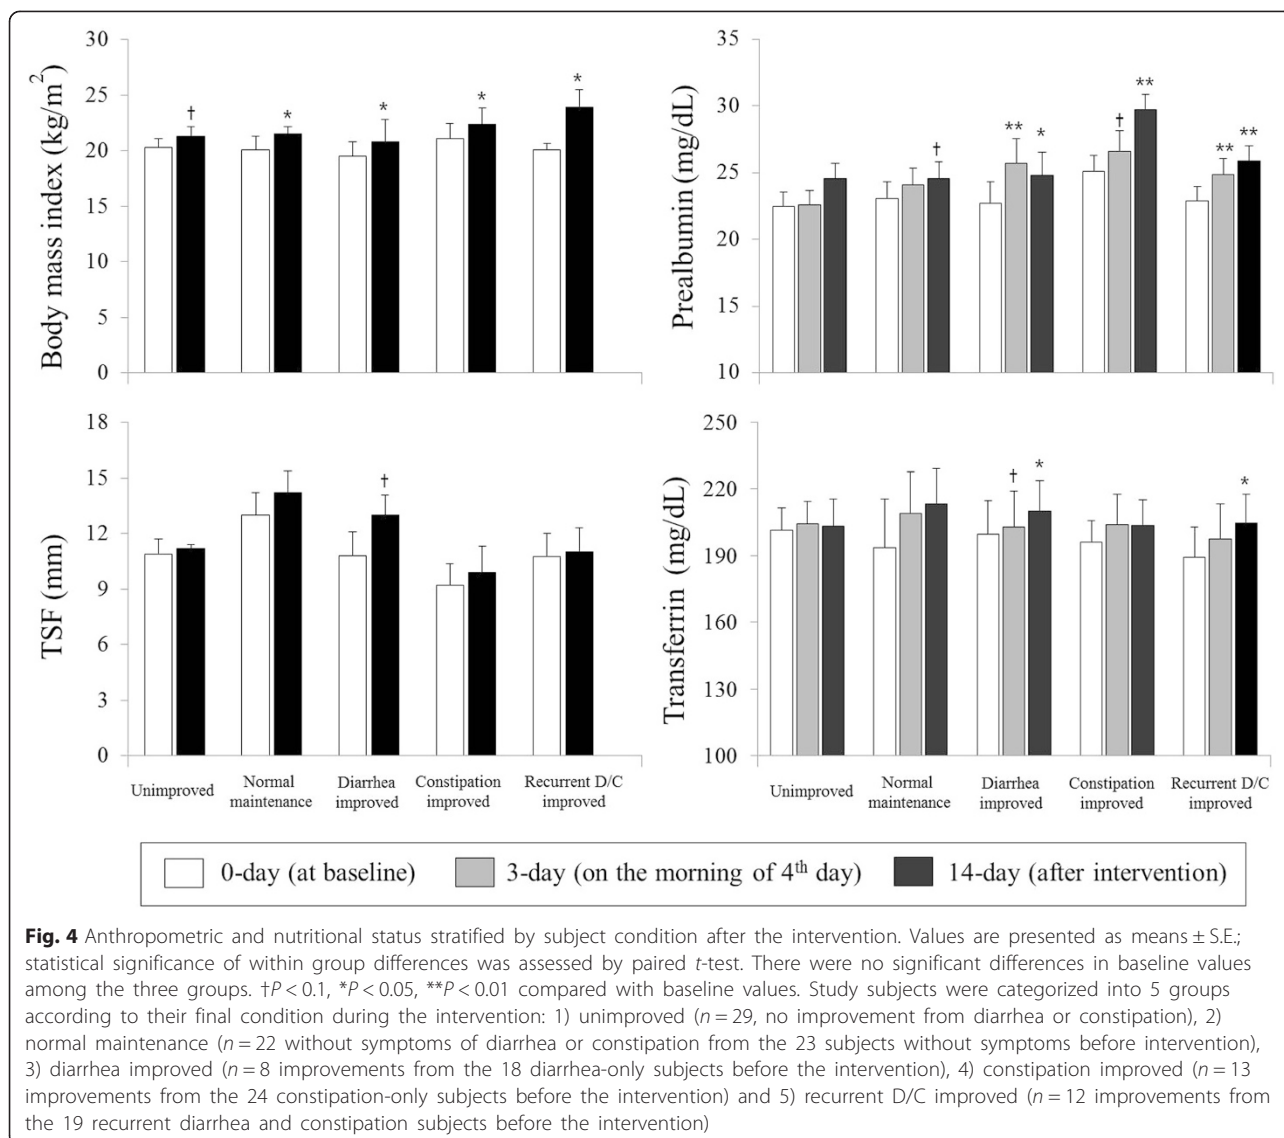 30
25
20
15
10
5
0
Body mass index (kg/m²)
†
*
*
*
*
35
30
25
20
15
10
Prealbumin (mg/dL)
†
**
*
†
**
**
**
18
15
12
9
6
3
0
TSF (mm)
†
Unimproved
Normal
maintenance
Diarrhea
improved
Constipation
improved
Recurrent D/C
improved
250
220
190
160
130
100
Transferrin (mg/dL)
†
*
*
Unimproved
Normal
maintenance
Diarrhea
improved
Constipation
improved
Recurrent D/C
improved
0-day (at baseline) 3-day (on the morning of 4th day) 14-day (after intervention)
Fig. 4 Anthropometric and nutritional status stratified by subject condition after the intervention. Values are presented as means ± S.E.;
statistical significance of within group differences was assessed by paired t-test. There were no significant differences in baseline values
among the three groups. †P < 0.1, *P < 0.05, **P < 0.01 compared with baseline values. Study subjects were categorized into 5 groups
according to their final condition during the intervention: 1) unimproved (n = 29, no improvement from diarrhea or constipation), 2)
normal maintenance (n = 22 without symptoms of diarrhea or constipation from the 23 subjects without symptoms before intervention),
3) diarrhea improved (n = 8 improvements from the 18 diarrhea-only subjects before the intervention), 4) constipation improved (n = 13
improvements from the 24 constipation-only subjects before the intervention) and 5) recurrent D/C improved (n = 12 improvements from
the 19 recurrent diarrhea and constipation subjects before the intervention)